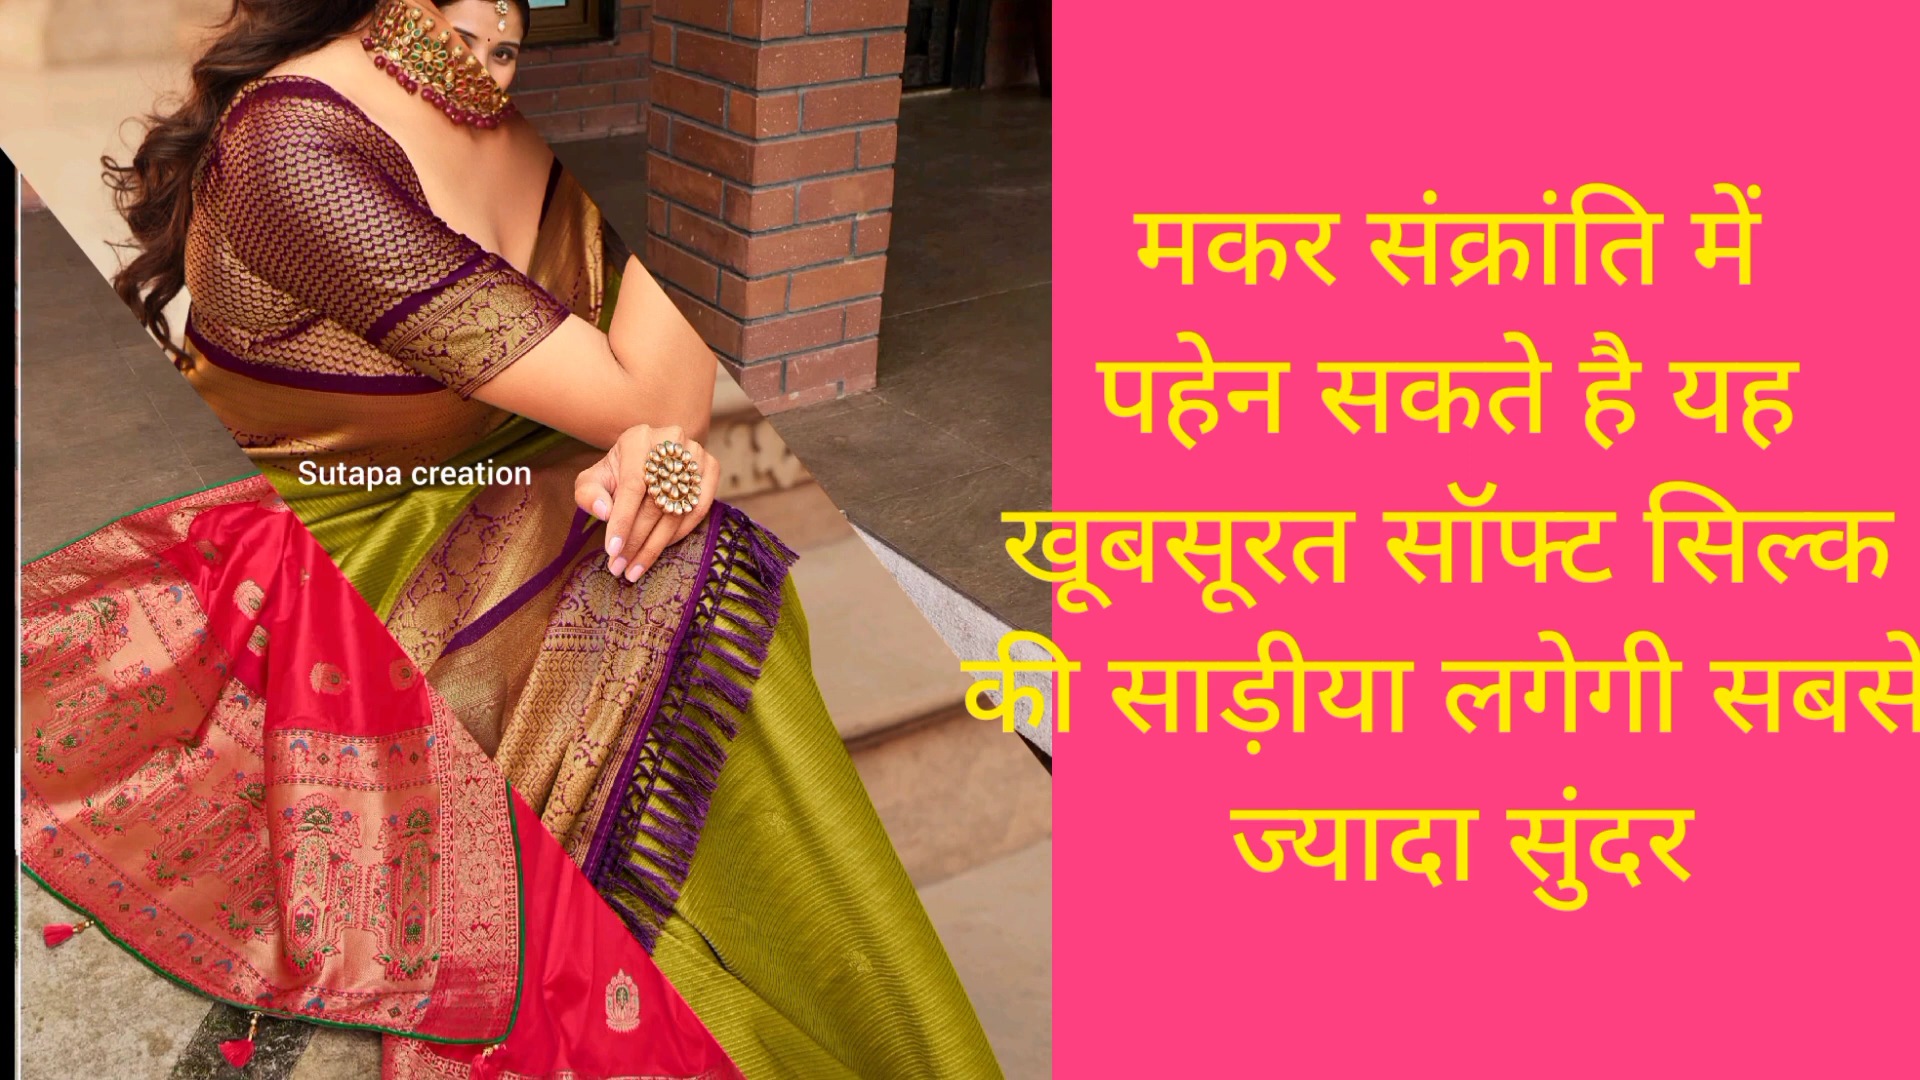 Sutapa creation
मकर संक्रांति में
पहेन सकते है यह
खूबसूरत सॉफ्ट सिल्क
की साड़ीया लगेगी सबसे
ज्यादा सुंदर